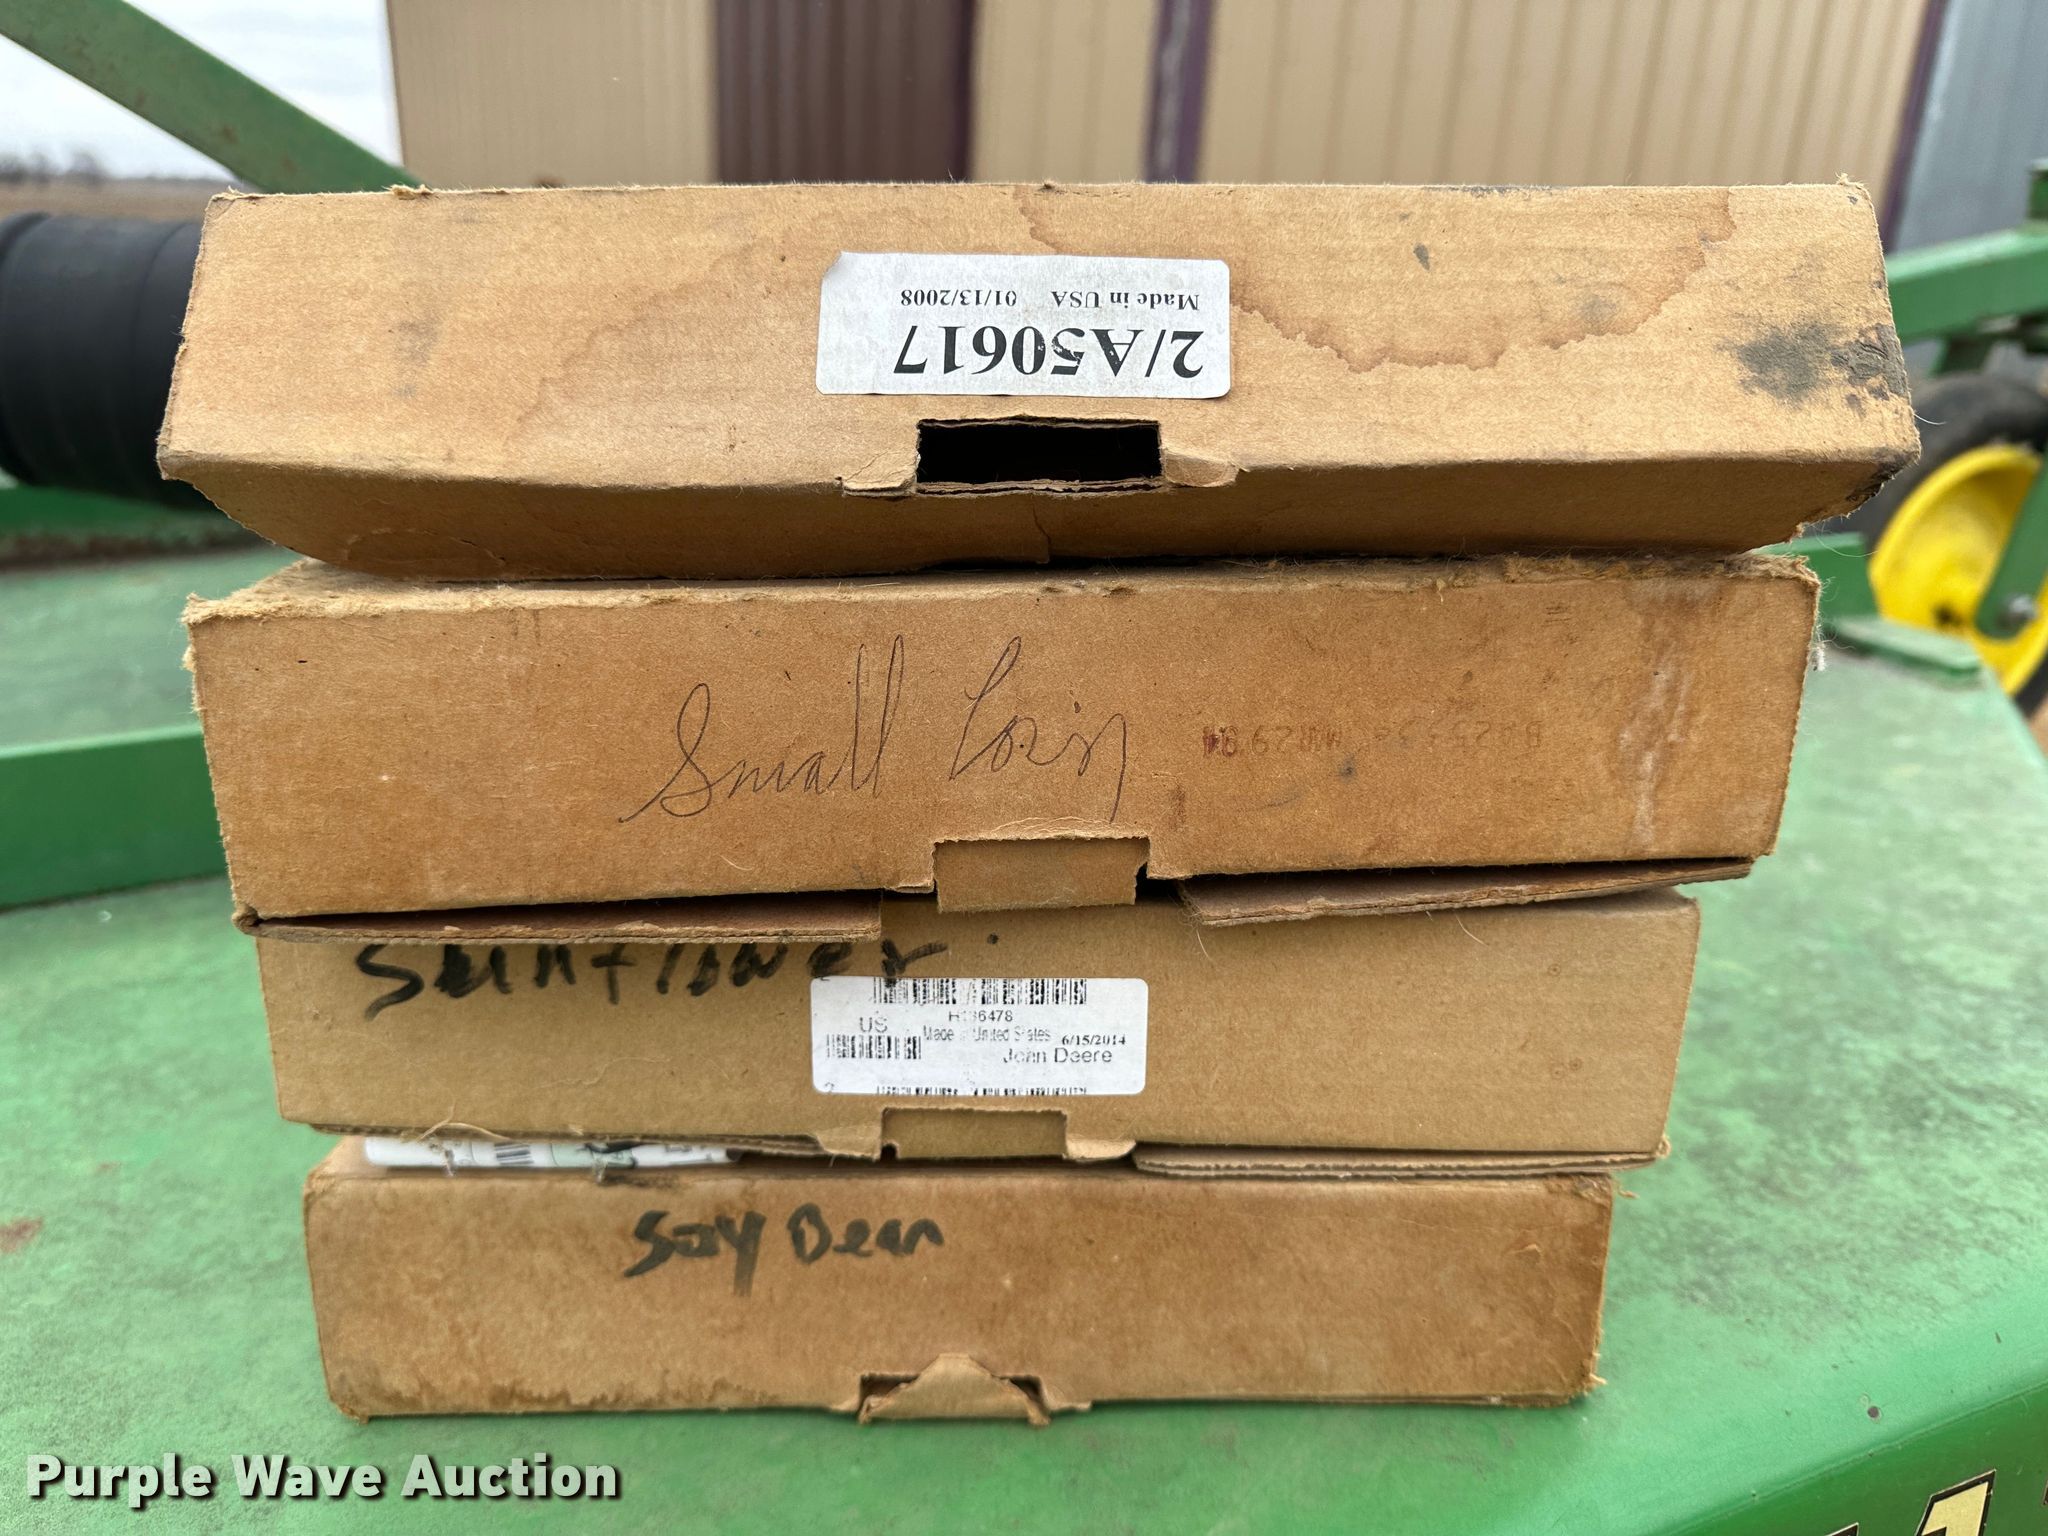 2/A50617
Made in USA 01/13/2008
Small Corn
Sunflower
H136478
US
Made in United States 6/15/2014
John Deere
Soy Bean
Purple Wave Auction